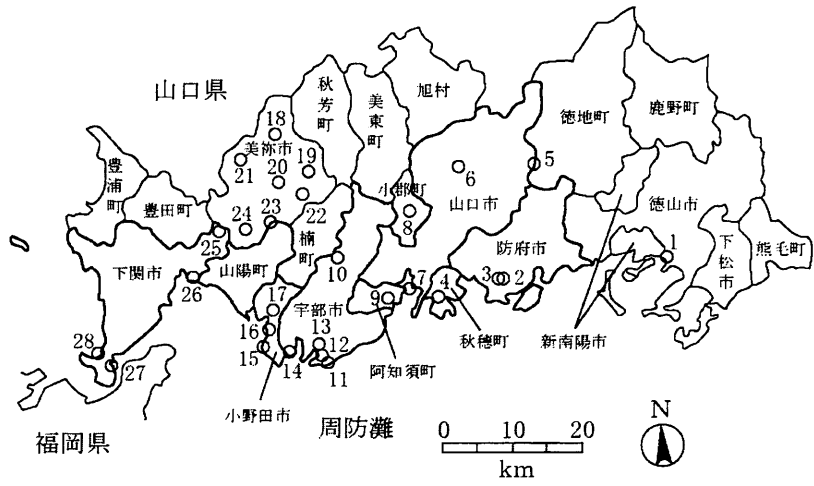 山口県
秋芳町
美東町
旭村
徳地町
鹿野町
18
美祢市
5
豊浦町
21
20
19
6
小郡町
山口市
豊田町
24
23
22
8
徳山市
25
楠町
防府市
1
下松市
熊毛町
下関市
山陽町
10
26
7
3
2
17
宇部市
9
4
16
13
秋穂町
新南陽市
28
15
14
12
11
阿知須町
27
小野田市
福岡県
周防灘
0 10 20
km
N